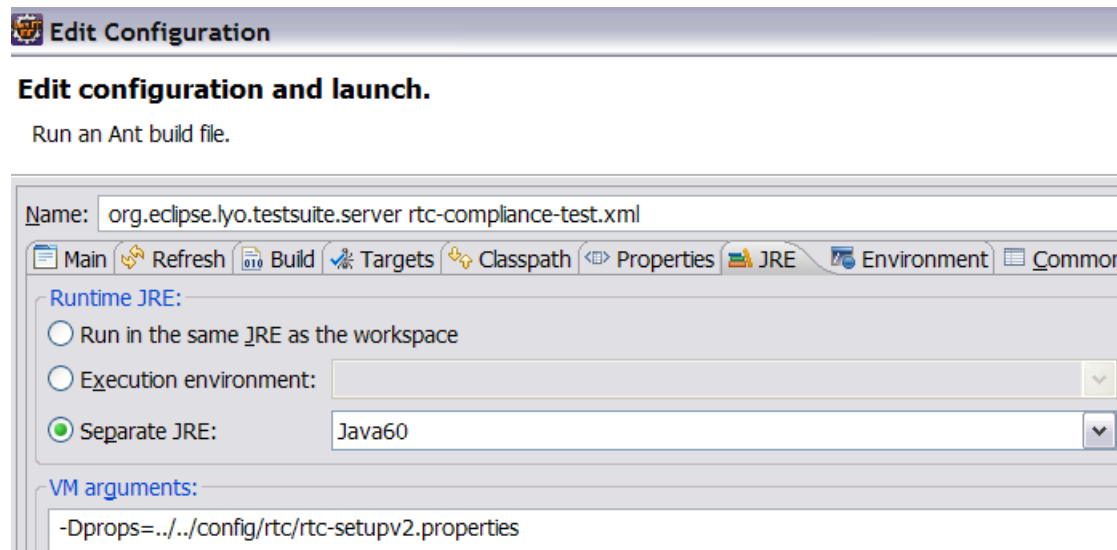 Edit Configuration
Edit configuration and launch.
Run an Ant build file.
Name: org.eclipse.lyo.testsuite.server rtc-compliance-test.xml
Main Refresh Build Targets Classpath Properties JRE Environment Common
Runtime JRE:
Run in the same JRE as the workspace
Execution environment:
Separate JRE: Java60
VM arguments:
-Dprops=../../config/rtc/rtc-setupv2.properties